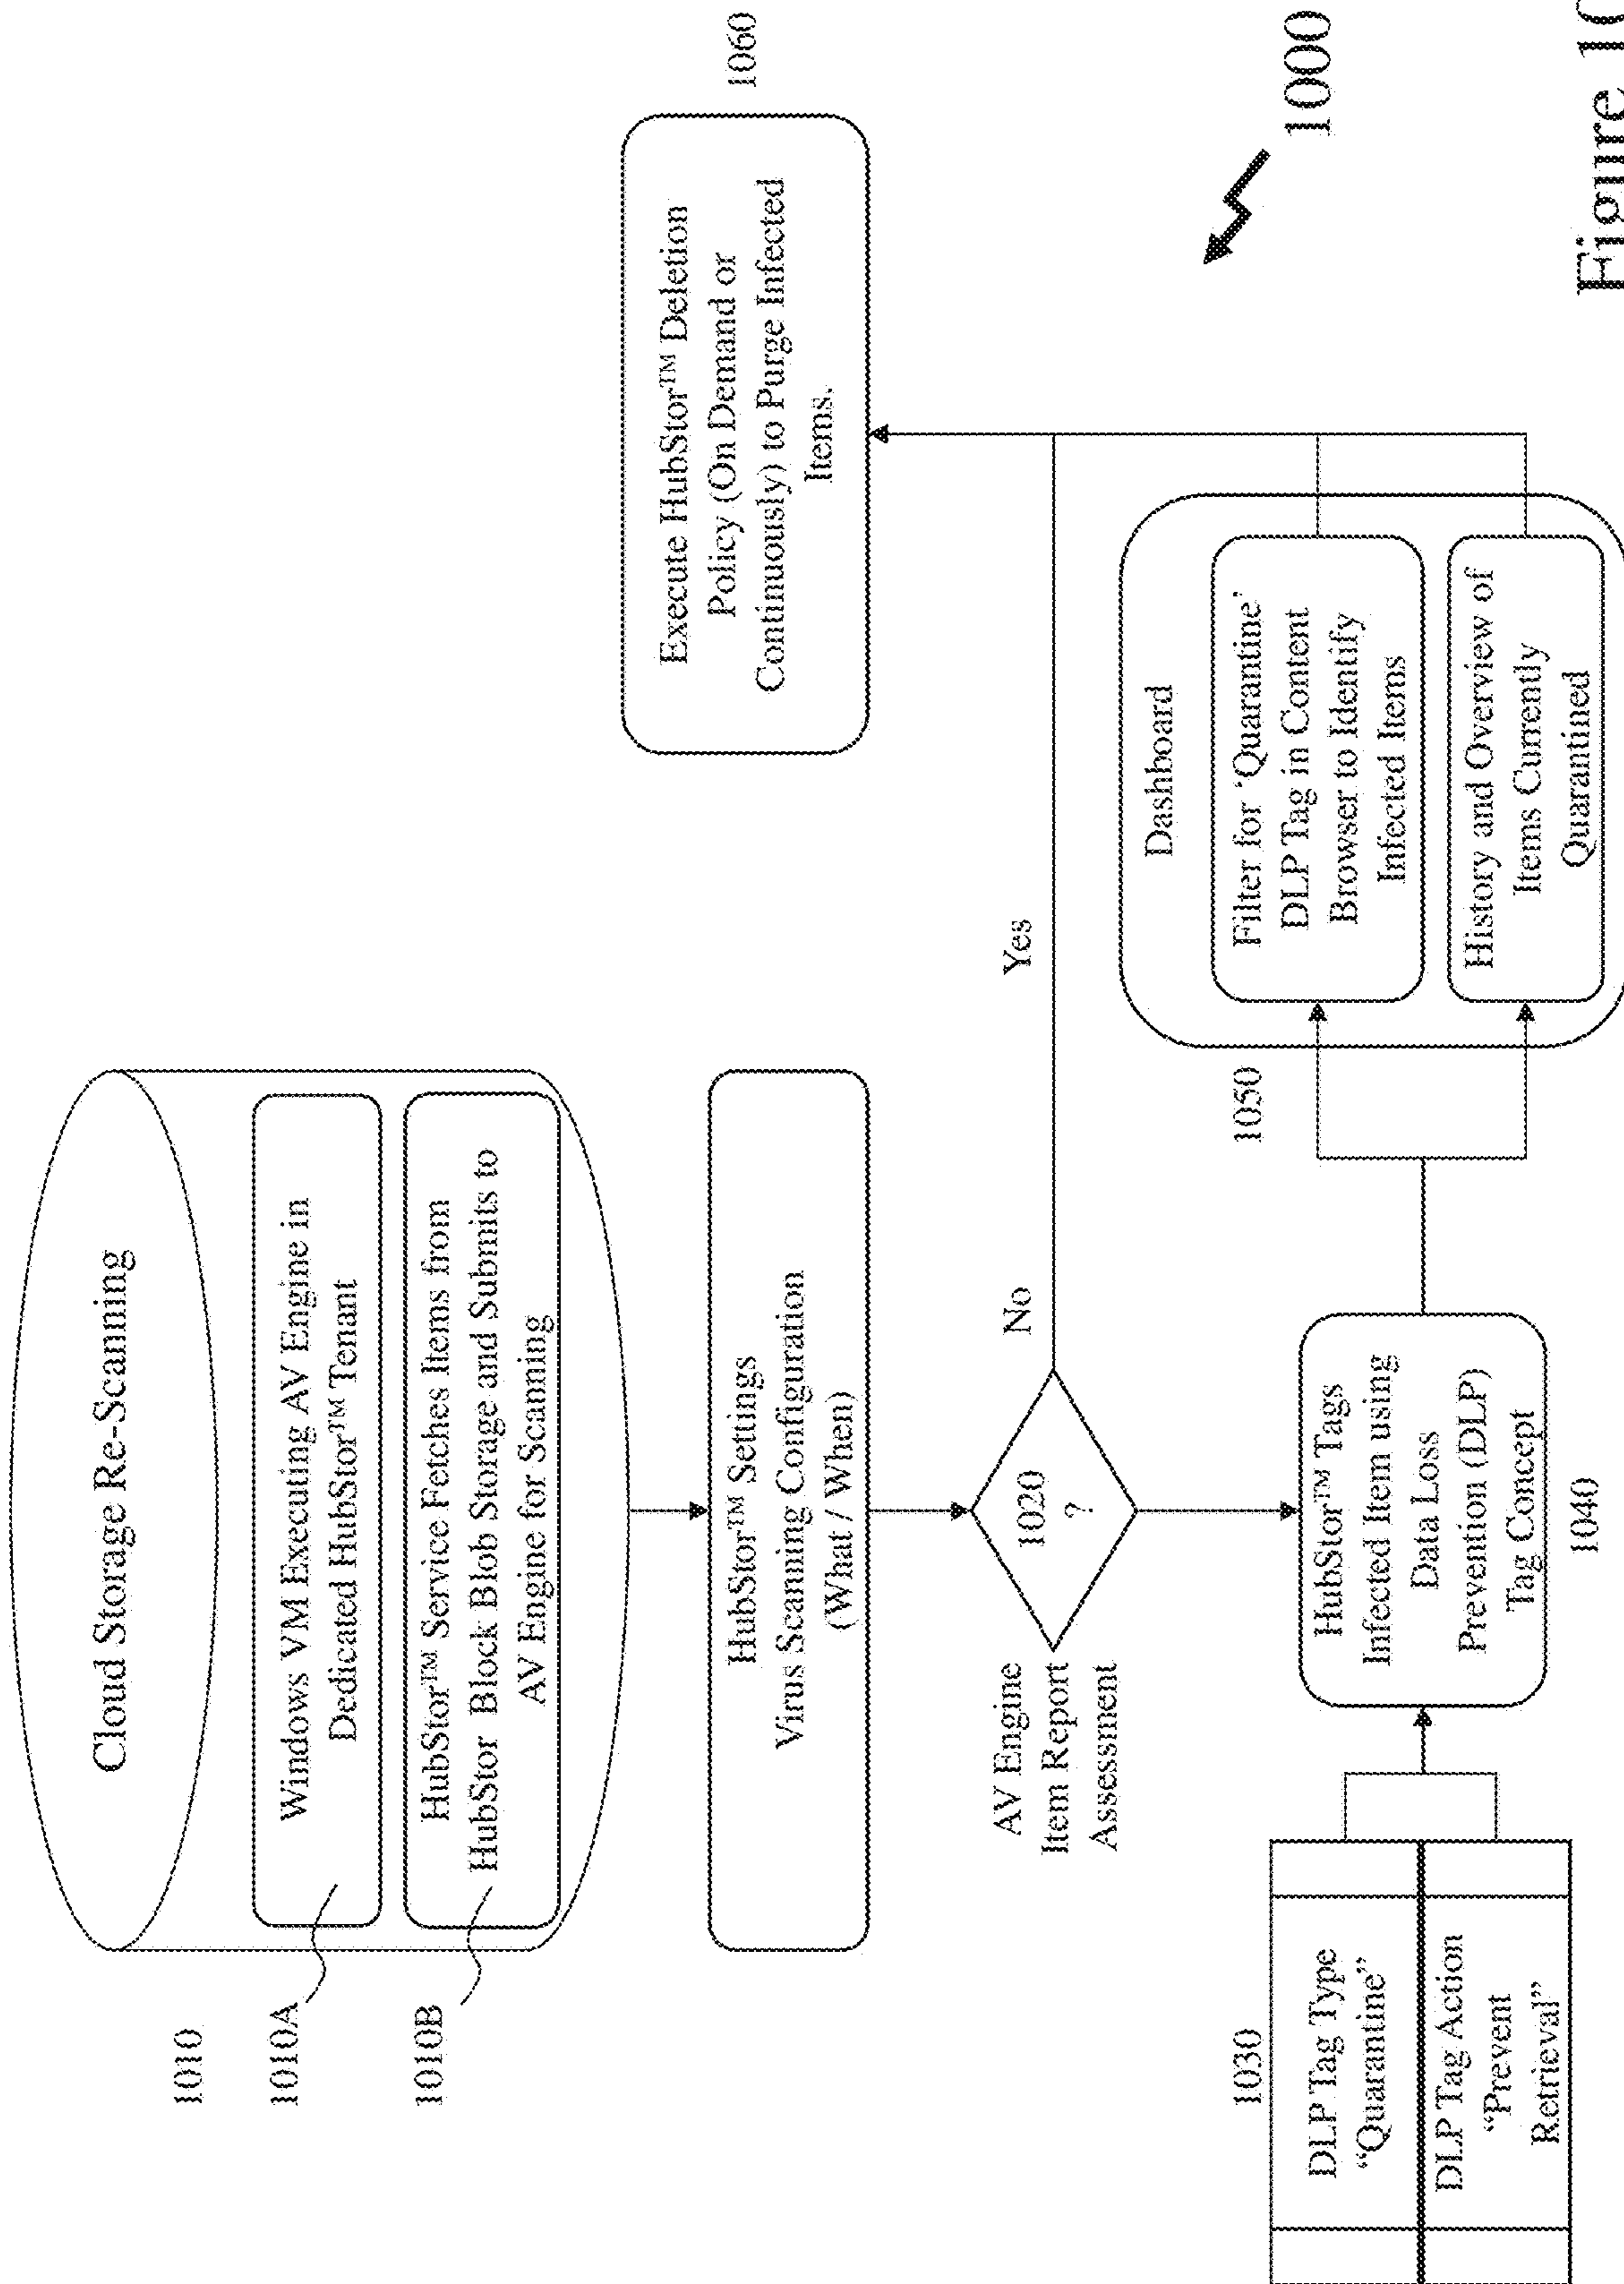 Cloud Storage Re-Scanning
1010
Windows VM Executing AV Engine in
Dedicated HubStor™ Tenant
1010A
HubStor™ Service Fetches Items from
HubStor Block Blob Storage and Submits to
AV Engine for Scanning
1010B
HubStor™ Settings
Virus Scanning Configuration
(What / When)
AV Engine
Item Report
Assessment
1020
?
No
Yes
Execute HubStor™ Deletion
Policy (On Demand or
Continuously) to Purge Infected
Items.
1060
1030
DLP Tag Type
“Quarantine”
DLP Tag Action
“Prevent
Retrieval”
HubStor™ Tags
Infected Item using
Data Loss
Prevention (DLP)
Tag Concept
1040
1050
Dashboard
Filter for ‘Quarantine’
DLP Tag in Content
Browser to Identify
Infected Items
History and Overview of
Items Currently
Quarantined
1000
Figure 10